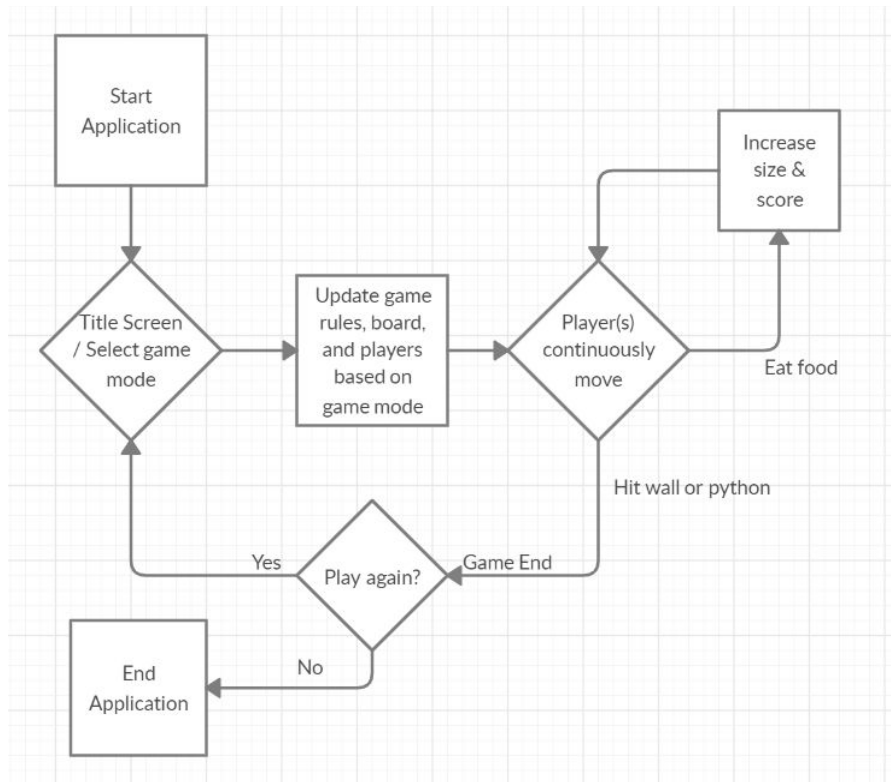 Start
Application
Increase
size &
score
Title Screen
/ Select game
mode
Update game
rules, board,
and players
based on
game mode
Player(s)
continuously
move
Eat food
Hit wall or python
Game End
Play again?
Yes
No
End
Application